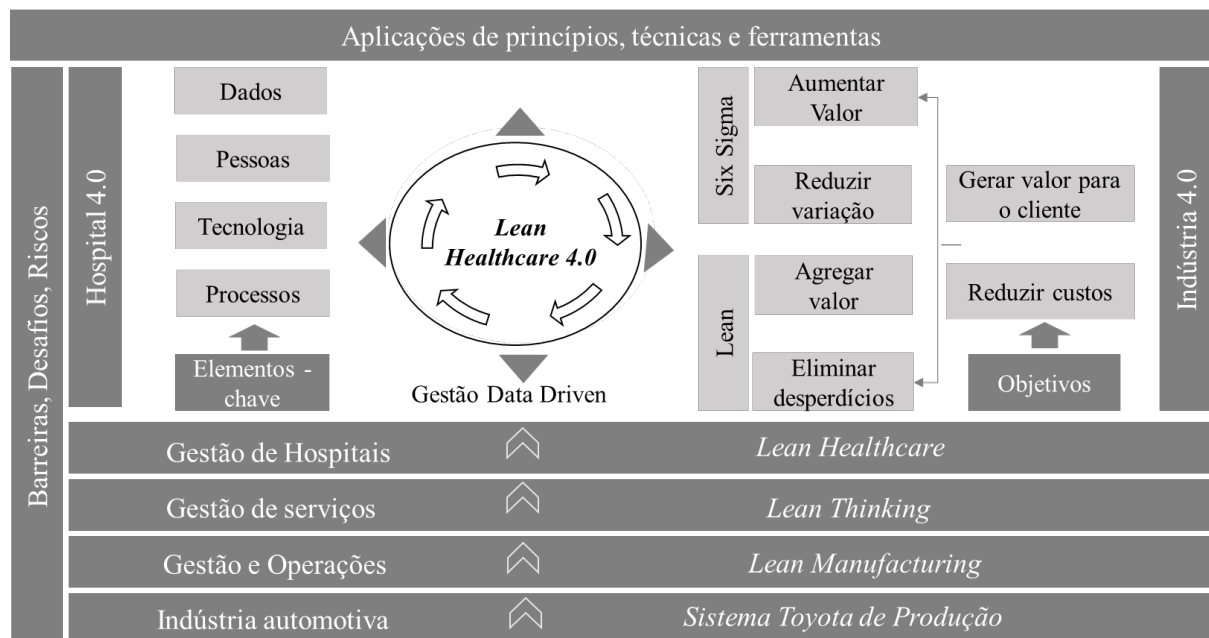 Aplicações de princípios, técnicas e ferramentas
Barreiras, Desafios, Riscos
Hospital 4.0
Dados
Pessoas
Tecnologia
Processos
Elementos -
chave
Lean
Healthcare 4.0
Gestão Data Driven
Six Sigma
Aumentar
Valor
Reduzir
variação
Lean
Agregar
valor
Eliminar
desperdícios
Gerar valor para
o cliente
Reduzir custos
Objetivos
Indústria 4.0
Gestão de Hospitais
Lean Healthcare
Gestão de serviços
Lean Thinking
Gestão e Operações
Lean Manufacturing
Indústria automotiva
Sistema Toyota de Produção